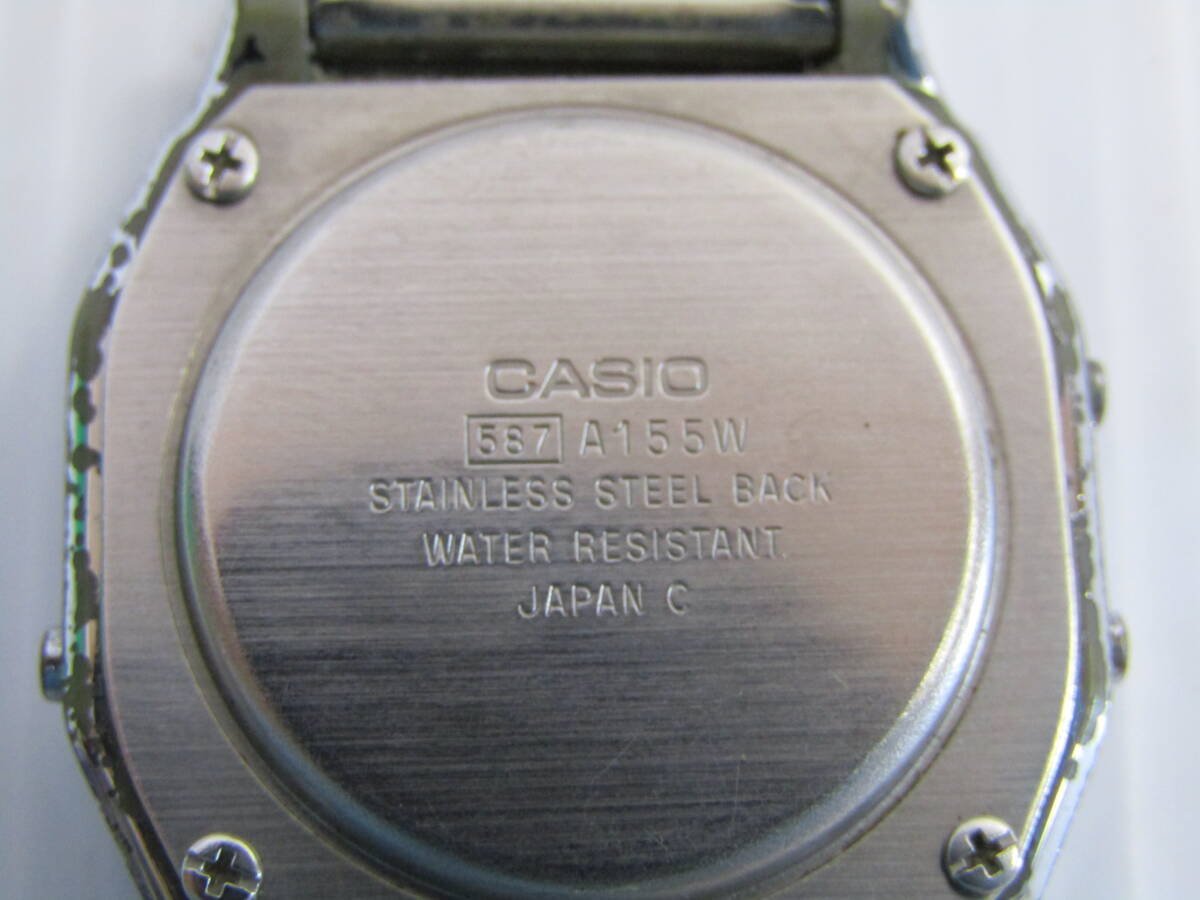 CASIO
587 A155W
STAINLESS STEEL BACK
WATER RESISTANT
JAPAN C